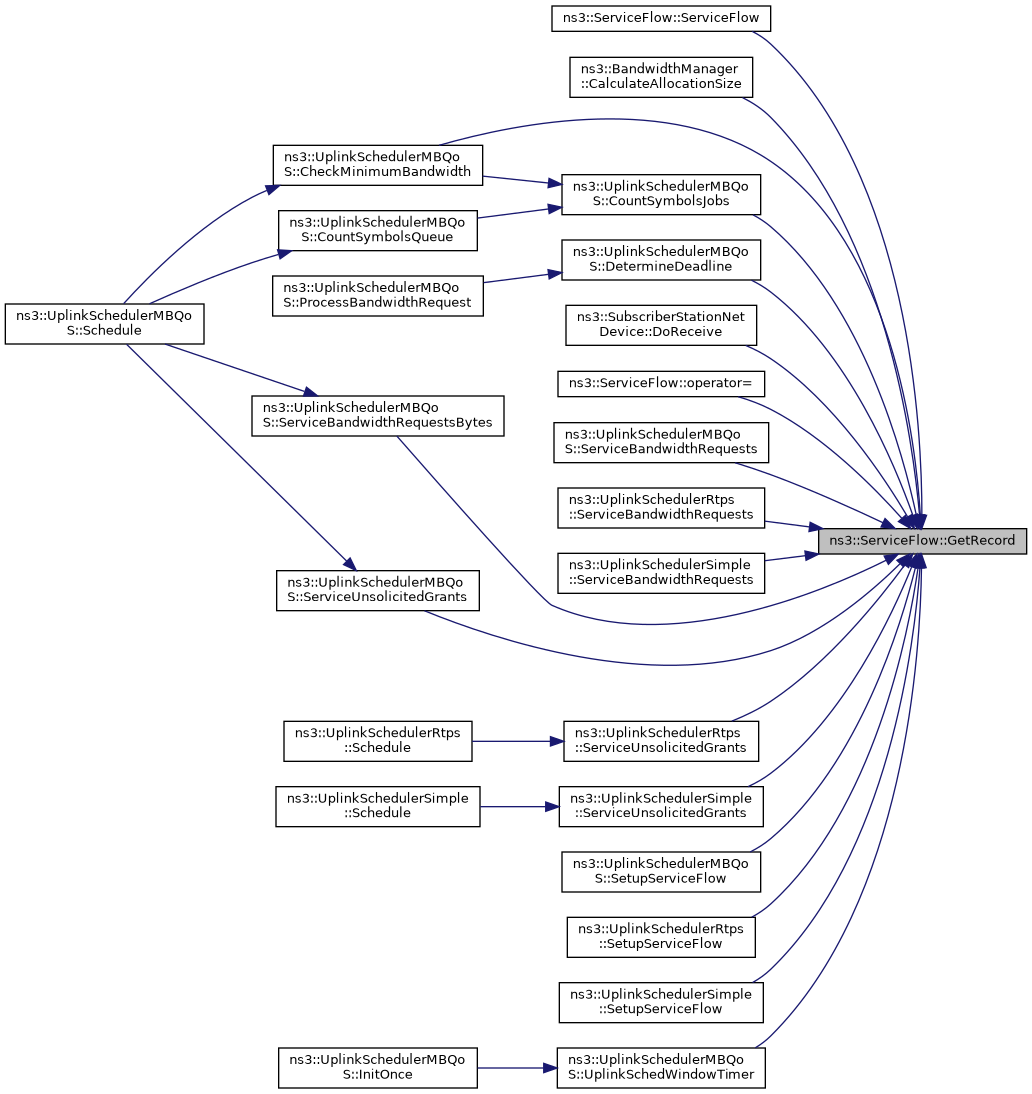 ns3::ServiceFlow::ServiceFlow
ns3::BandwidthManager
::CalculateAllocationSize
ns3::UplinkSchedulerMBQo
S::CheckMinimumBandwidth
ns3::UplinkSchedulerMBQo
S::CountSymbolsJobs
ns3::UplinkSchedulerMBQo
S::CountSymbolsQueue
ns3::UplinkSchedulerMBQo
S::DetermineDeadline
ns3::UplinkSchedulerMBQo
S::ProcessBandwidthRequest
ns3::UplinkSchedulerMBQo
S::Schedule
ns3::SubscriberStationNet
Device::DoReceive
ns3::ServiceFlow::operator=
ns3::UplinkSchedulerMBQo
S::ServiceBandwidthRequestsBytes
ns3::UplinkSchedulerMBQo
S::ServiceBandwidthRequests
ns3::UplinkSchedulerRtps
::ServiceBandwidthRequests
ns3::ServiceFlow::GetRecord
ns3::UplinkSchedulerSimple
::ServiceBandwidthRequests
ns3::UplinkSchedulerMBQo
S::ServiceUnsolicitedGrants
ns3::UplinkSchedulerRtps
::Schedule
ns3::UplinkSchedulerRtps
::ServiceUnsolicitedGrants
ns3::UplinkSchedulerSimple
::Schedule
ns3::UplinkSchedulerSimple
::ServiceUnsolicitedGrants
ns3::UplinkSchedulerMBQo
S::SetupServiceFlow
ns3::UplinkSchedulerRtps
::SetupServiceFlow
ns3::UplinkSchedulerSimple
::SetupServiceFlow
ns3::UplinkSchedulerMBQo
S::InitOnce
ns3::UplinkSchedulerMBQo
S::UplinkSchedWindowTimer